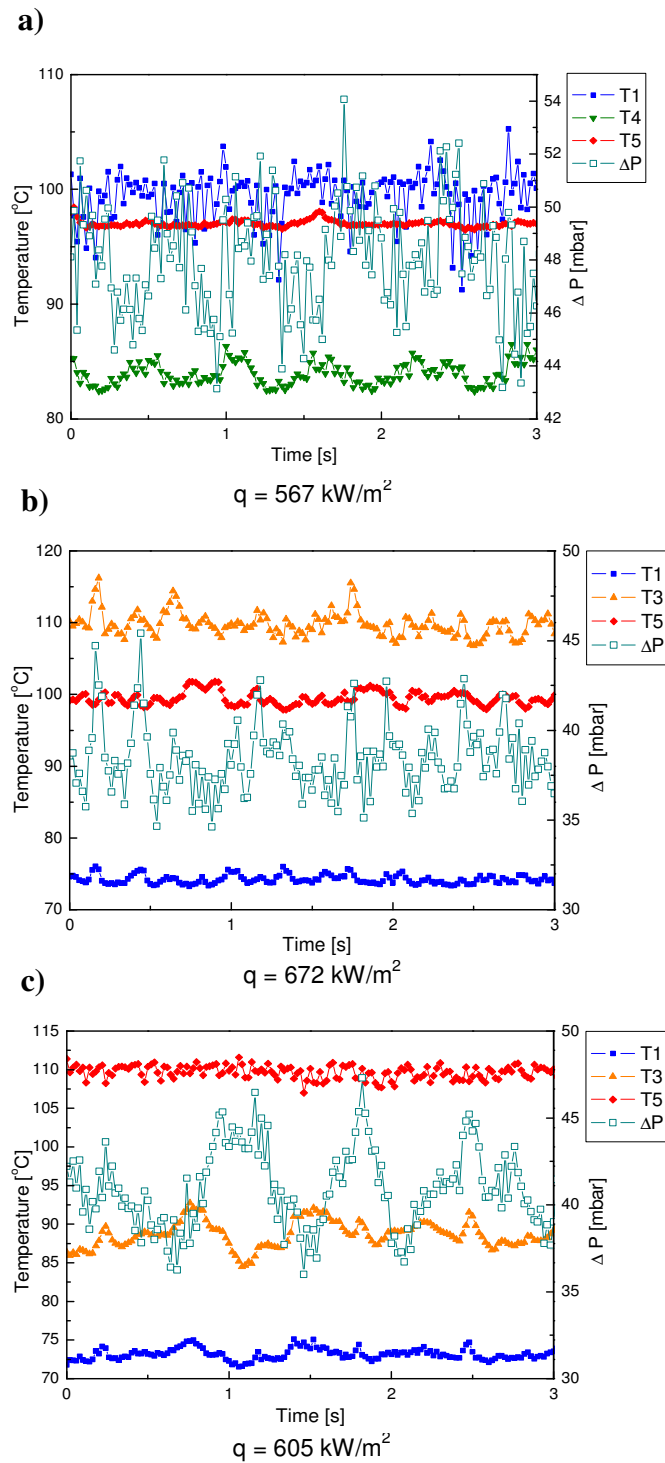 a)
110
100
90
80
Temperature [°C]
0
1
2
3
Time [s]
54
52
50
48
46
44
42
Δ P [mbar]
T1
T4
T5
ΔP
q = 567 kW/m²
b)
120
110
100
90
80
70
Temperature [°C]
0
1
2
3
Time [s]
50
45
40
35
30
Δ P [mbar]
T1
T3
T5
ΔP
q = 672 kW/m²
c)
115
110
105
100
95
90
85
75
70
Temperature [°C]
0
1
2
3
Time [s]
50
45
40
35
30
Δ P [mbar]
T1
T3
T5
ΔP
q = 605 kW/m²